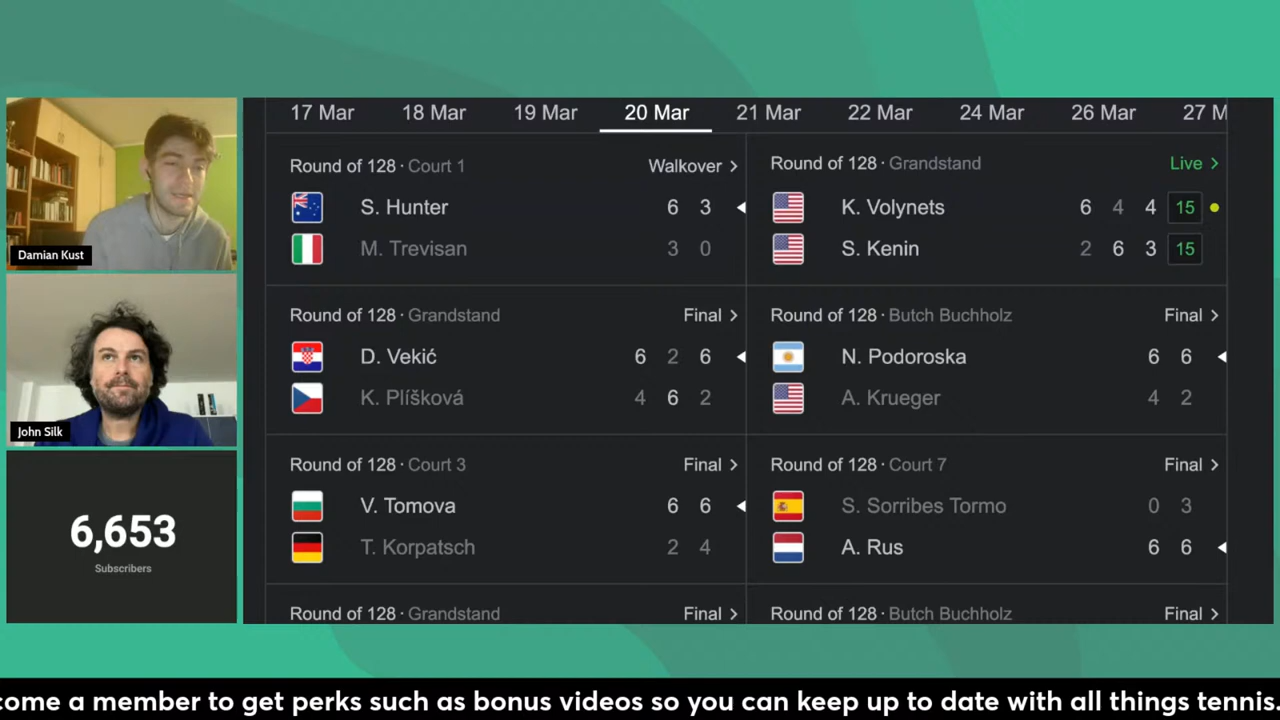 17 Mar 18 Mar 19 Mar 20 Mar 21 Mar 22 Mar 24 Mar 26 Mar 27 M
Round of 128 · Court 1 Walkover >
S. Hunter 6 3
M. Trevisan 3 0
Round of 128 · Grandstand Live >
K. Volynets 6 4 4 15
S. Kenin 2 6 3 15
Round of 128 · Grandstand Final >
D. Vekić 6 2 6
K. Plíšková 4 6 2
Round of 128 · Butch Buchholz Final >
N. Podoroska 6 6
A. Krueger 4 2
Round of 128 · Court 3 Final >
V. Tomova 6 6
T. Korpatsch 2 4
Round of 128 · Court 7 Final >
S. Sorribes Tormo 0 3
A. Rus 6 6
Round of 128 · Grandstand Final >
Round of 128 · Butch Buchholz Final >
Damian Kust
John Silk
6,653
Subscribers
come a member to get perks such as bonus videos so you can keep up to date with all things tennis.